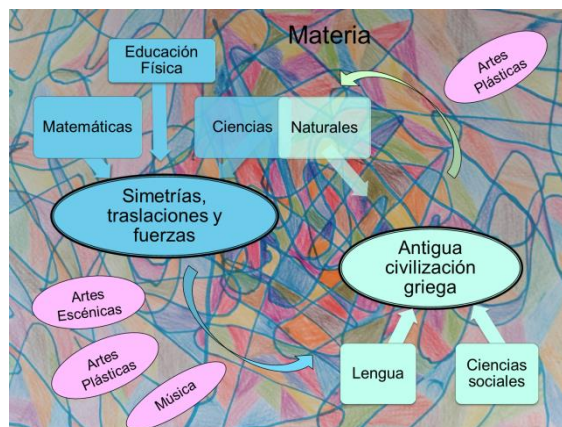 Materia
Educación
Física
Artes
Plásticas
Matemáticas
Ciencias
Naturales
Simetrías,
traslaciones y
fuerzas
Antigua
civilización
griega
Artes
Escénicas
Artes
Plásticas
Música
Lengua
Ciencias
sociales